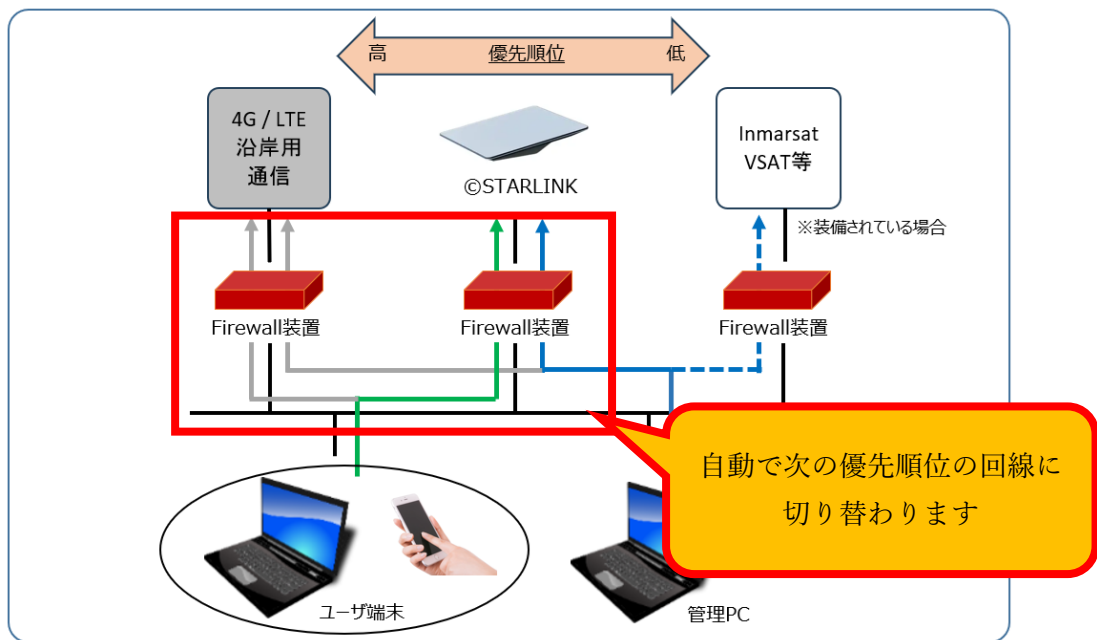 高 優先順位 低
4G / LTE
沿岸用
通信
©STARLINK
Inmarsat
VSAT等
※装備されている場合
Firewall装置
Firewall装置
Firewall装置
自動で次の優先順位の回線に
切り替わります
ユーザ端末
管理PC